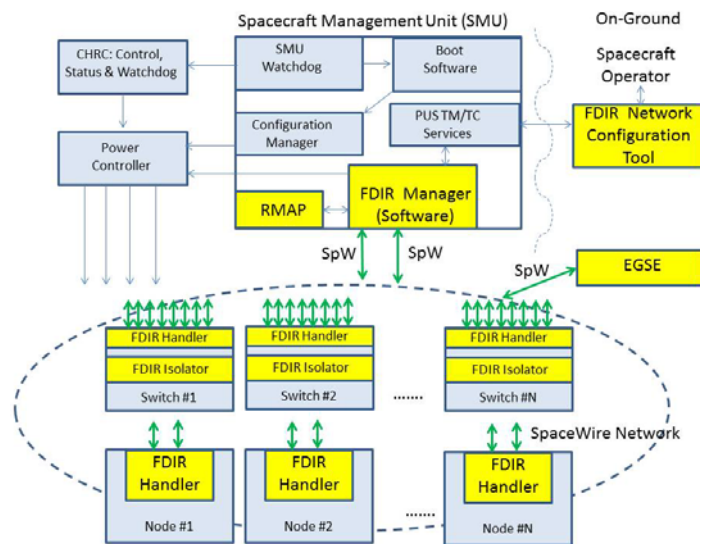 Spacecraft Management Unit (SMU)
On-Ground
CHRC: Control,
Status & Watchdog
SMU
Watchdog
Boot
Software
Spacecraft
Operator
Configuration
Manager
PUS TM/TC
Services
FDIR Network
Configuration
Tool
Power
Controller
RMAP
FDIR Manager
(Software)
SpW
SpW
SpW
EGSE
FDIR Handler
FDIR Isolator
Switch #1
FDIR Handler
FDIR Isolator
Switch #2
.......
FDIR Handler
FDIR Isolator
Switch #N
SpaceWire Network
FDIR
Handler
Node #1
FDIR
Handler
Node #2
.......
FDIR
Handler
Node #N